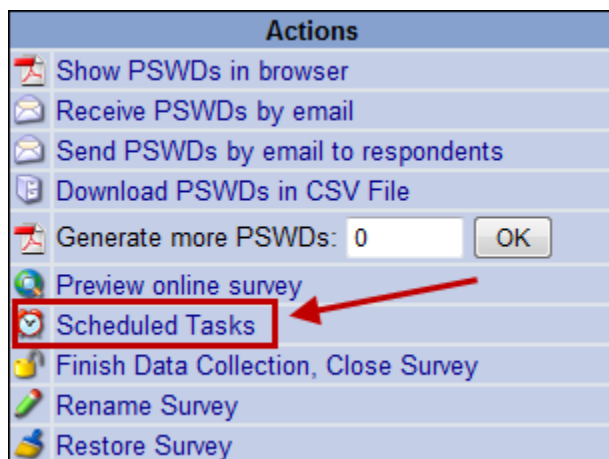 Actions
Show PSWDs in browser
Receive PSWDs by email
Send PSWDs by email to respondents
Download PSWDs in CSV File
Generate more PSWDs: 0 OK
Preview online survey
Scheduled Tasks
Finish Data Collection, Close Survey
Rename Survey
Restore Survey